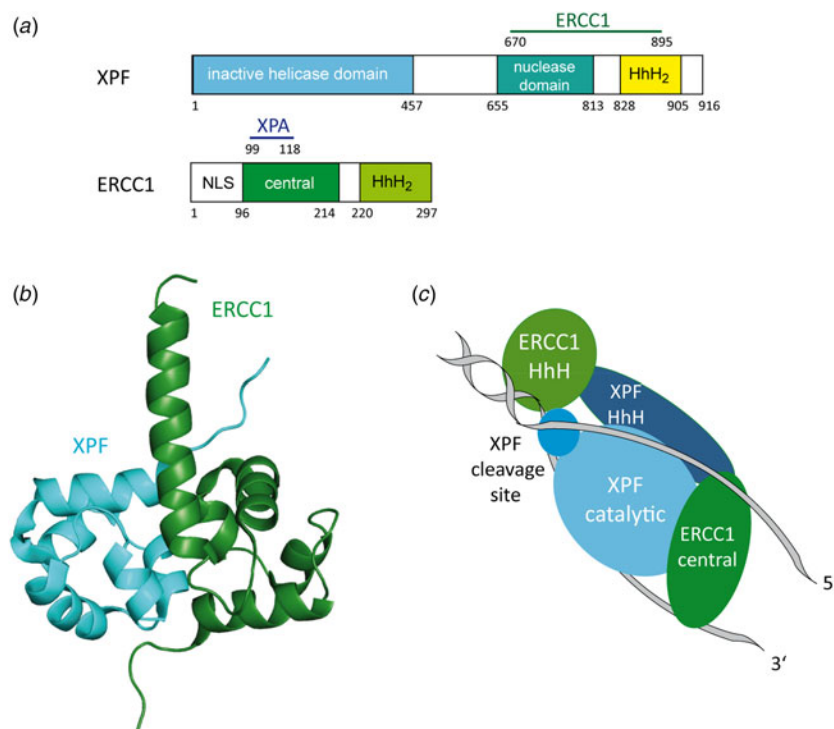 (a)
ERCC1
670 895
XPF
inactive helicase domain
nuclease
domain
HhH₂
1 457 655 813 828 905 916
XPA
99 118
ERCC1
NLS central HhH₂
1 96 214 220 297
(b)
ERCC1
XPF
(c)
ERCC1
HhH
XPF
HhH
XPF
cleavage
site
XPF
catalytic
ERCC1
central
5
3‘